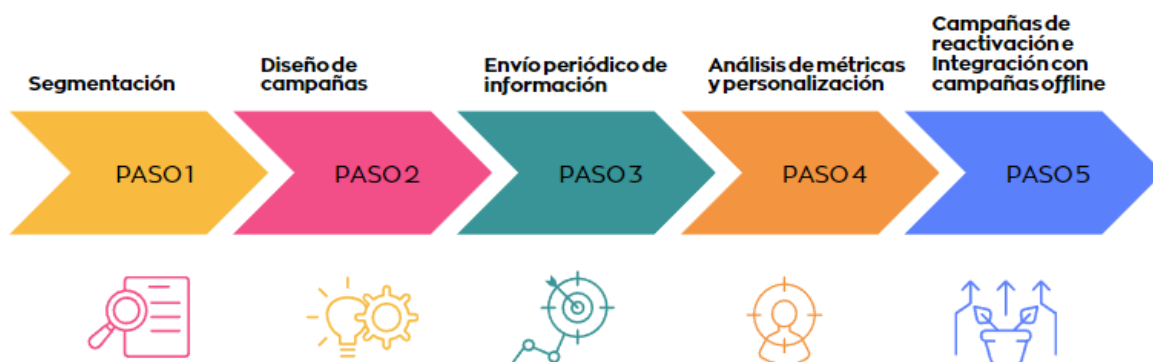 Segmentación
Diseño de
campañas
Envío periódico de
información
Análisis de métricas
y personalización
Campañas de
reactivación e
Integración con
campañas offline
PASO 1
PASO 2
PASO 3
PASO 4
PASO 5